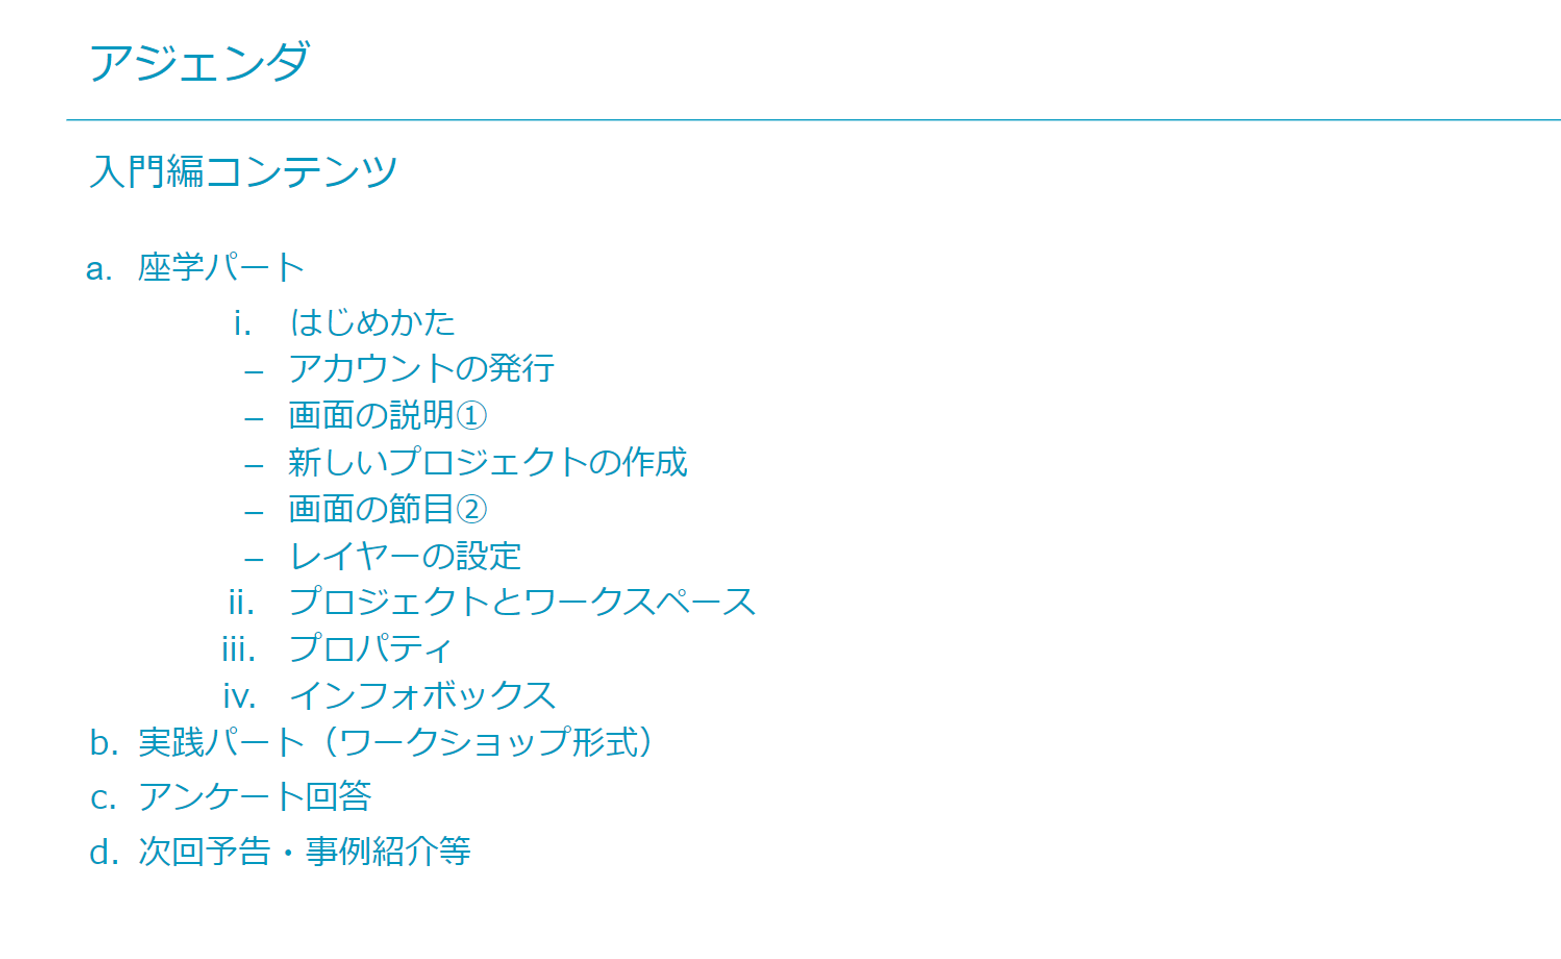 アジェンダ
入門編コンテンツ
a. 座学パート
i. はじめかた
– アカウントの発行
– 画面の説明①
– 新しいプロジェクトの作成
– 画面の節目②
– レイヤーの設定
ii. プロジェクトとワークスペース
iii. プロパティ
iv. インフォボックス
b. 実践パート（ワークショップ形式）
c. アンケート回答
d. 次回予告・事例紹介等